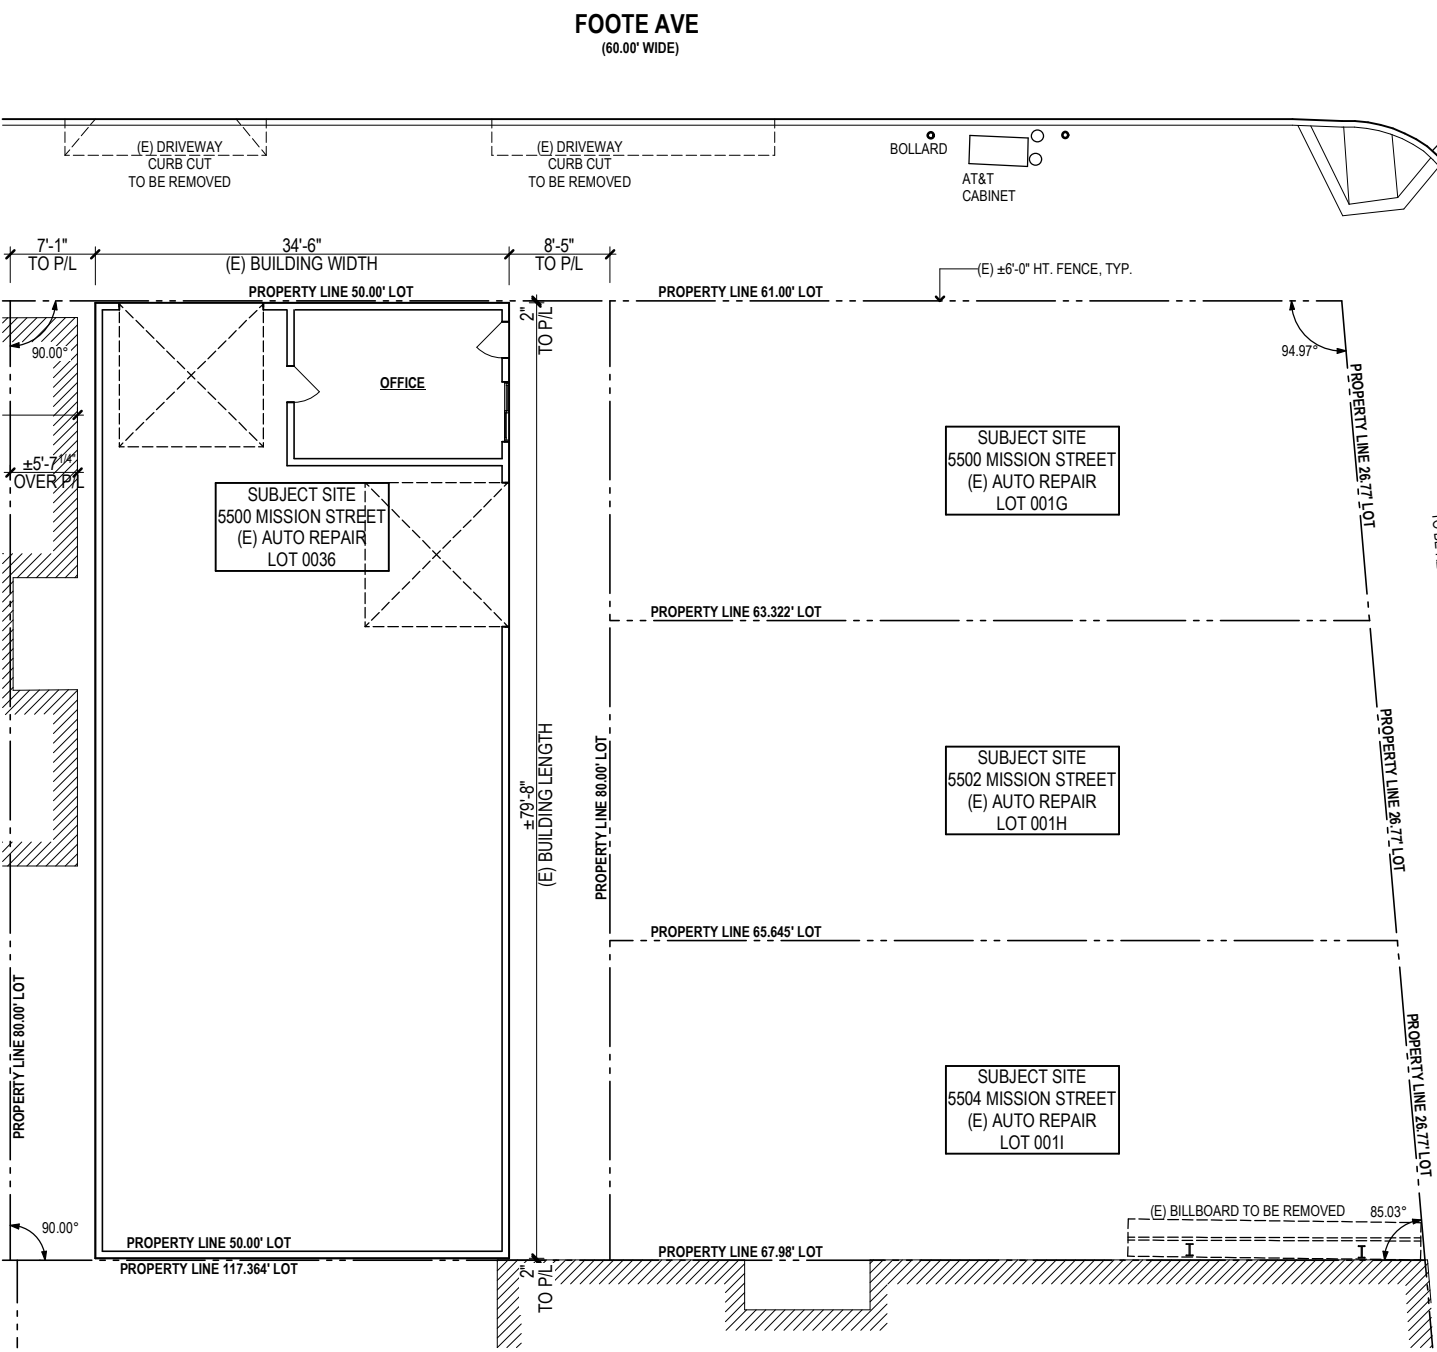 FOOTE AVE
(60.00' WIDE)
(E) DRIVEWAY
CURB CUT
TO BE REMOVED
(E) DRIVEWAY
CURB CUT
TO BE REMOVED
BOLLARD
AT&T
CABINET
7'-1"
TO P/L
34'-6"
(E) BUILDING WIDTH
8'-5"
TO P/L
(E) ±6'-0" HT. FENCE, TYP.
PROPERTY LINE 50.00' LOT
PROPERTY LINE 61.00' LOT
2"
TO P/L
90.00°
94.97°
OFFICE
PROPERTY LINE 26.77' LOT
SUBJECT SITE
5500 MISSION STREET
(E) AUTO REPAIR
LOT 001G
±5'-7 1/4"
OVER P/L
SUBJECT SITE
5500 MISSION STREET
(E) AUTO REPAIR
LOT 0036
PROPERTY LINE 63.322' LOT
PROPERTY LINE 26.77' LOT
±79'-8"
(E) BUILDING LENGTH
PROPERTY LINE 80.00' LOT
SUBJECT SITE
5502 MISSION STREET
(E) AUTO REPAIR
LOT 001H
PROPERTY LINE 65.645' LOT
PROPERTY LINE 80.00' LOT
PROPERTY LINE 26.77' LOT
SUBJECT SITE
5504 MISSION STREET
(E) AUTO REPAIR
LOT 001I
(E) BILLBOARD TO BE REMOVED
85.03°
90.00°
PROPERTY LINE 50.00' LOT
PROPERTY LINE 67.98' LOT
PROPERTY LINE 117.364' LOT
2"
TO P/L